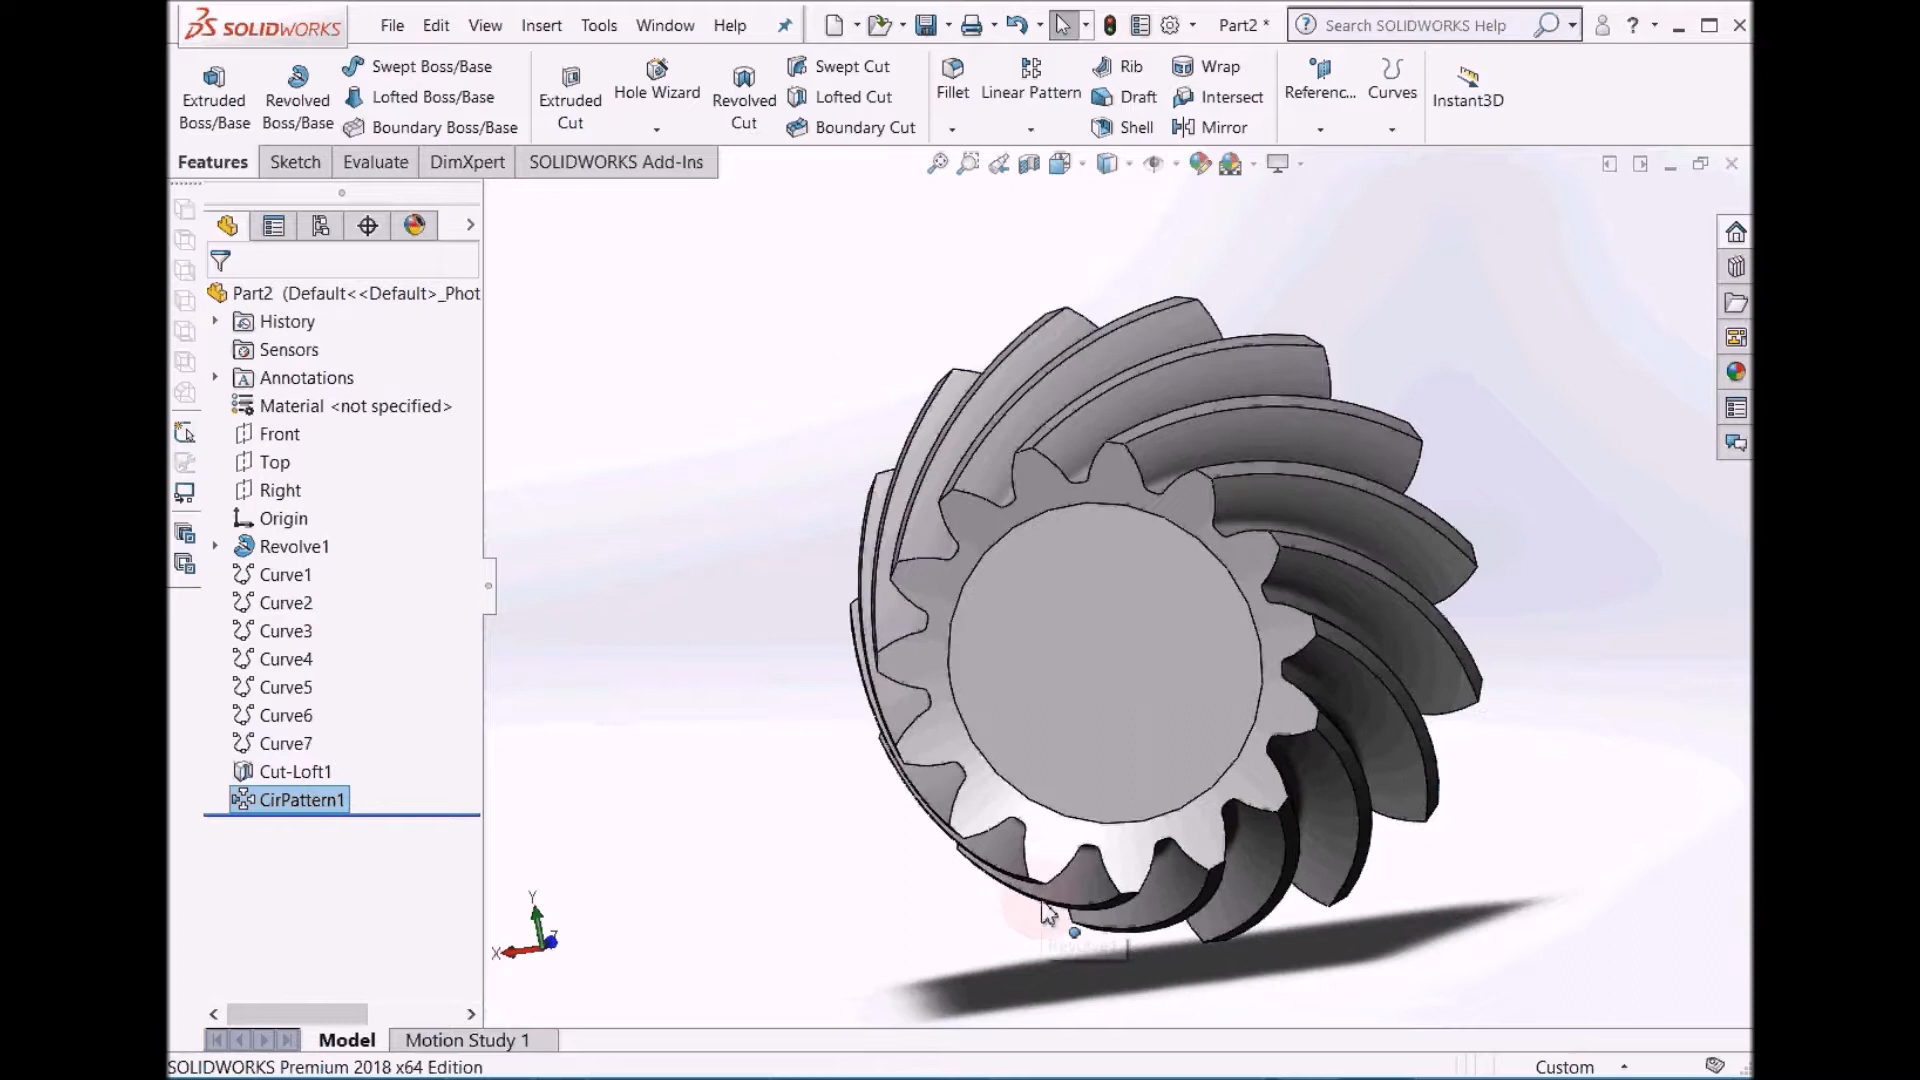 SOLIDWORKS File Edit View Insert Tools Window Help Part2 * Search SOLIDWORKS Help ?
Extruded Boss/Base
Revolved Boss/Base
Swept Boss/Base
Lofted Boss/Base
Boundary Boss/Base
Extruded Cut
Hole Wizard
Revolved Cut
Swept Cut
Lofted Cut
Boundary Cut
Fillet
Linear Pattern
Rib
Draft
Shell
Wrap
Intersect
Mirror
Referenc...
Curves
Instant3D
Features Sketch Evaluate DimXpert SOLIDWORKS Add-Ins
Part2 (Default<<Default>_Phot
History
Sensors
Annotations
Material <not specified>
Front
Top
Right
Origin
Revolve1
Curve1
Curve2
Curve3
Curve4
Curve5
Curve6
Curve7
Cut-Loft1
CirPattern1
Y
Z
X
Model Motion Study 1
SOLIDWORKS Premium 2018 x64 Edition Custom